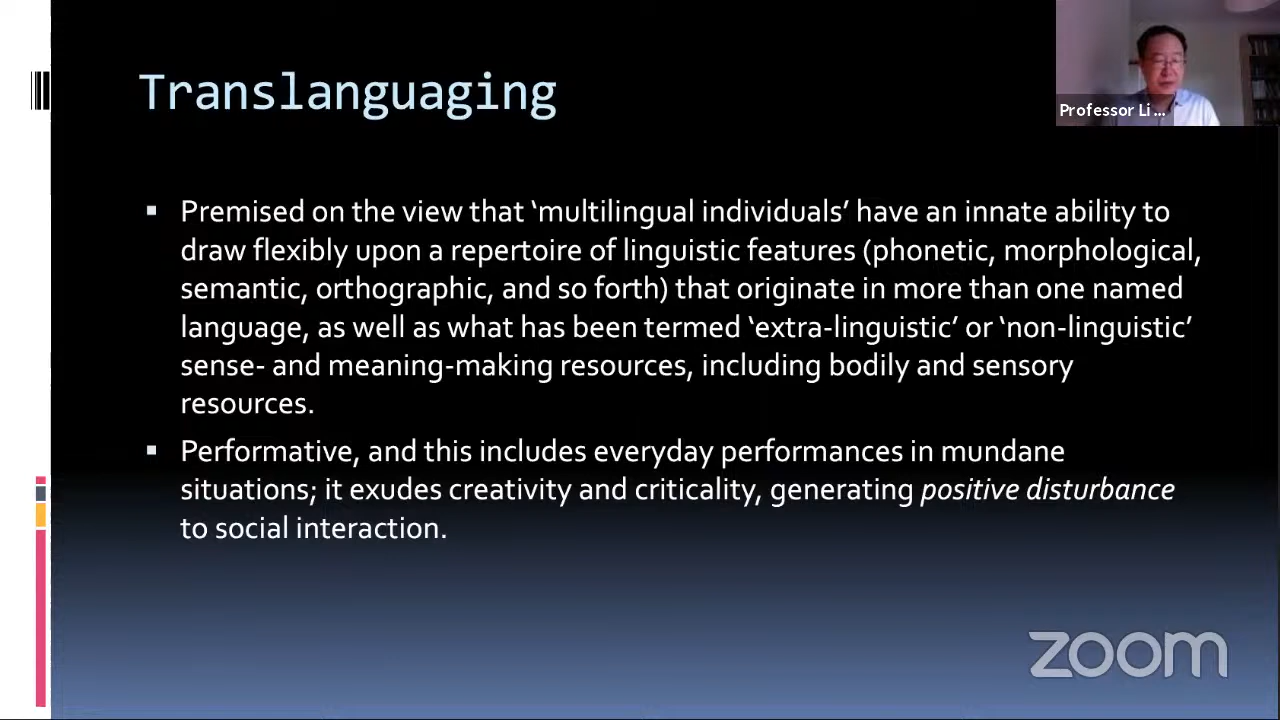 Translanguaging
Professor Li ...
▪ Premised on the view that ‘multilingual individuals’ have an innate ability to
draw flexibly upon a repertoire of linguistic features (phonetic, morphological,
semantic, orthographic, and so forth) that originate in more than one named
language, as well as what has been termed ‘extra-linguistic’ or ‘non-linguistic’
sense- and meaning-making resources, including bodily and sensory
resources.
▪ Performative, and this includes everyday performances in mundane
situations; it exudes creativity and criticality, generating positive disturbance
to social interaction.
zoom